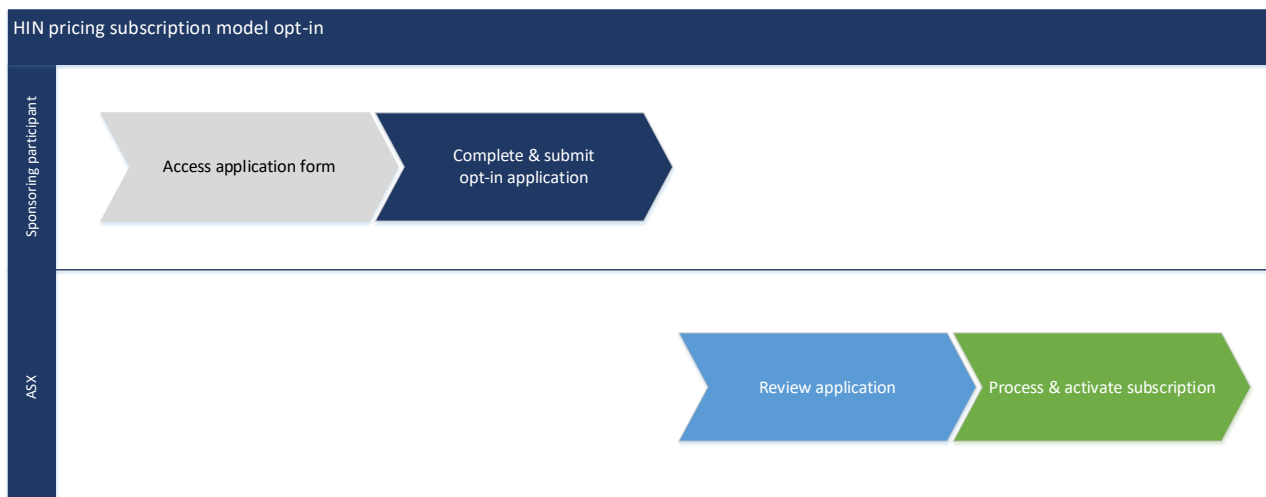 HIN pricing subscription model opt-in
Sponsoring participant
Access application form
Complete & submit
opt-in application
ASX
Review application
Process & activate subscription